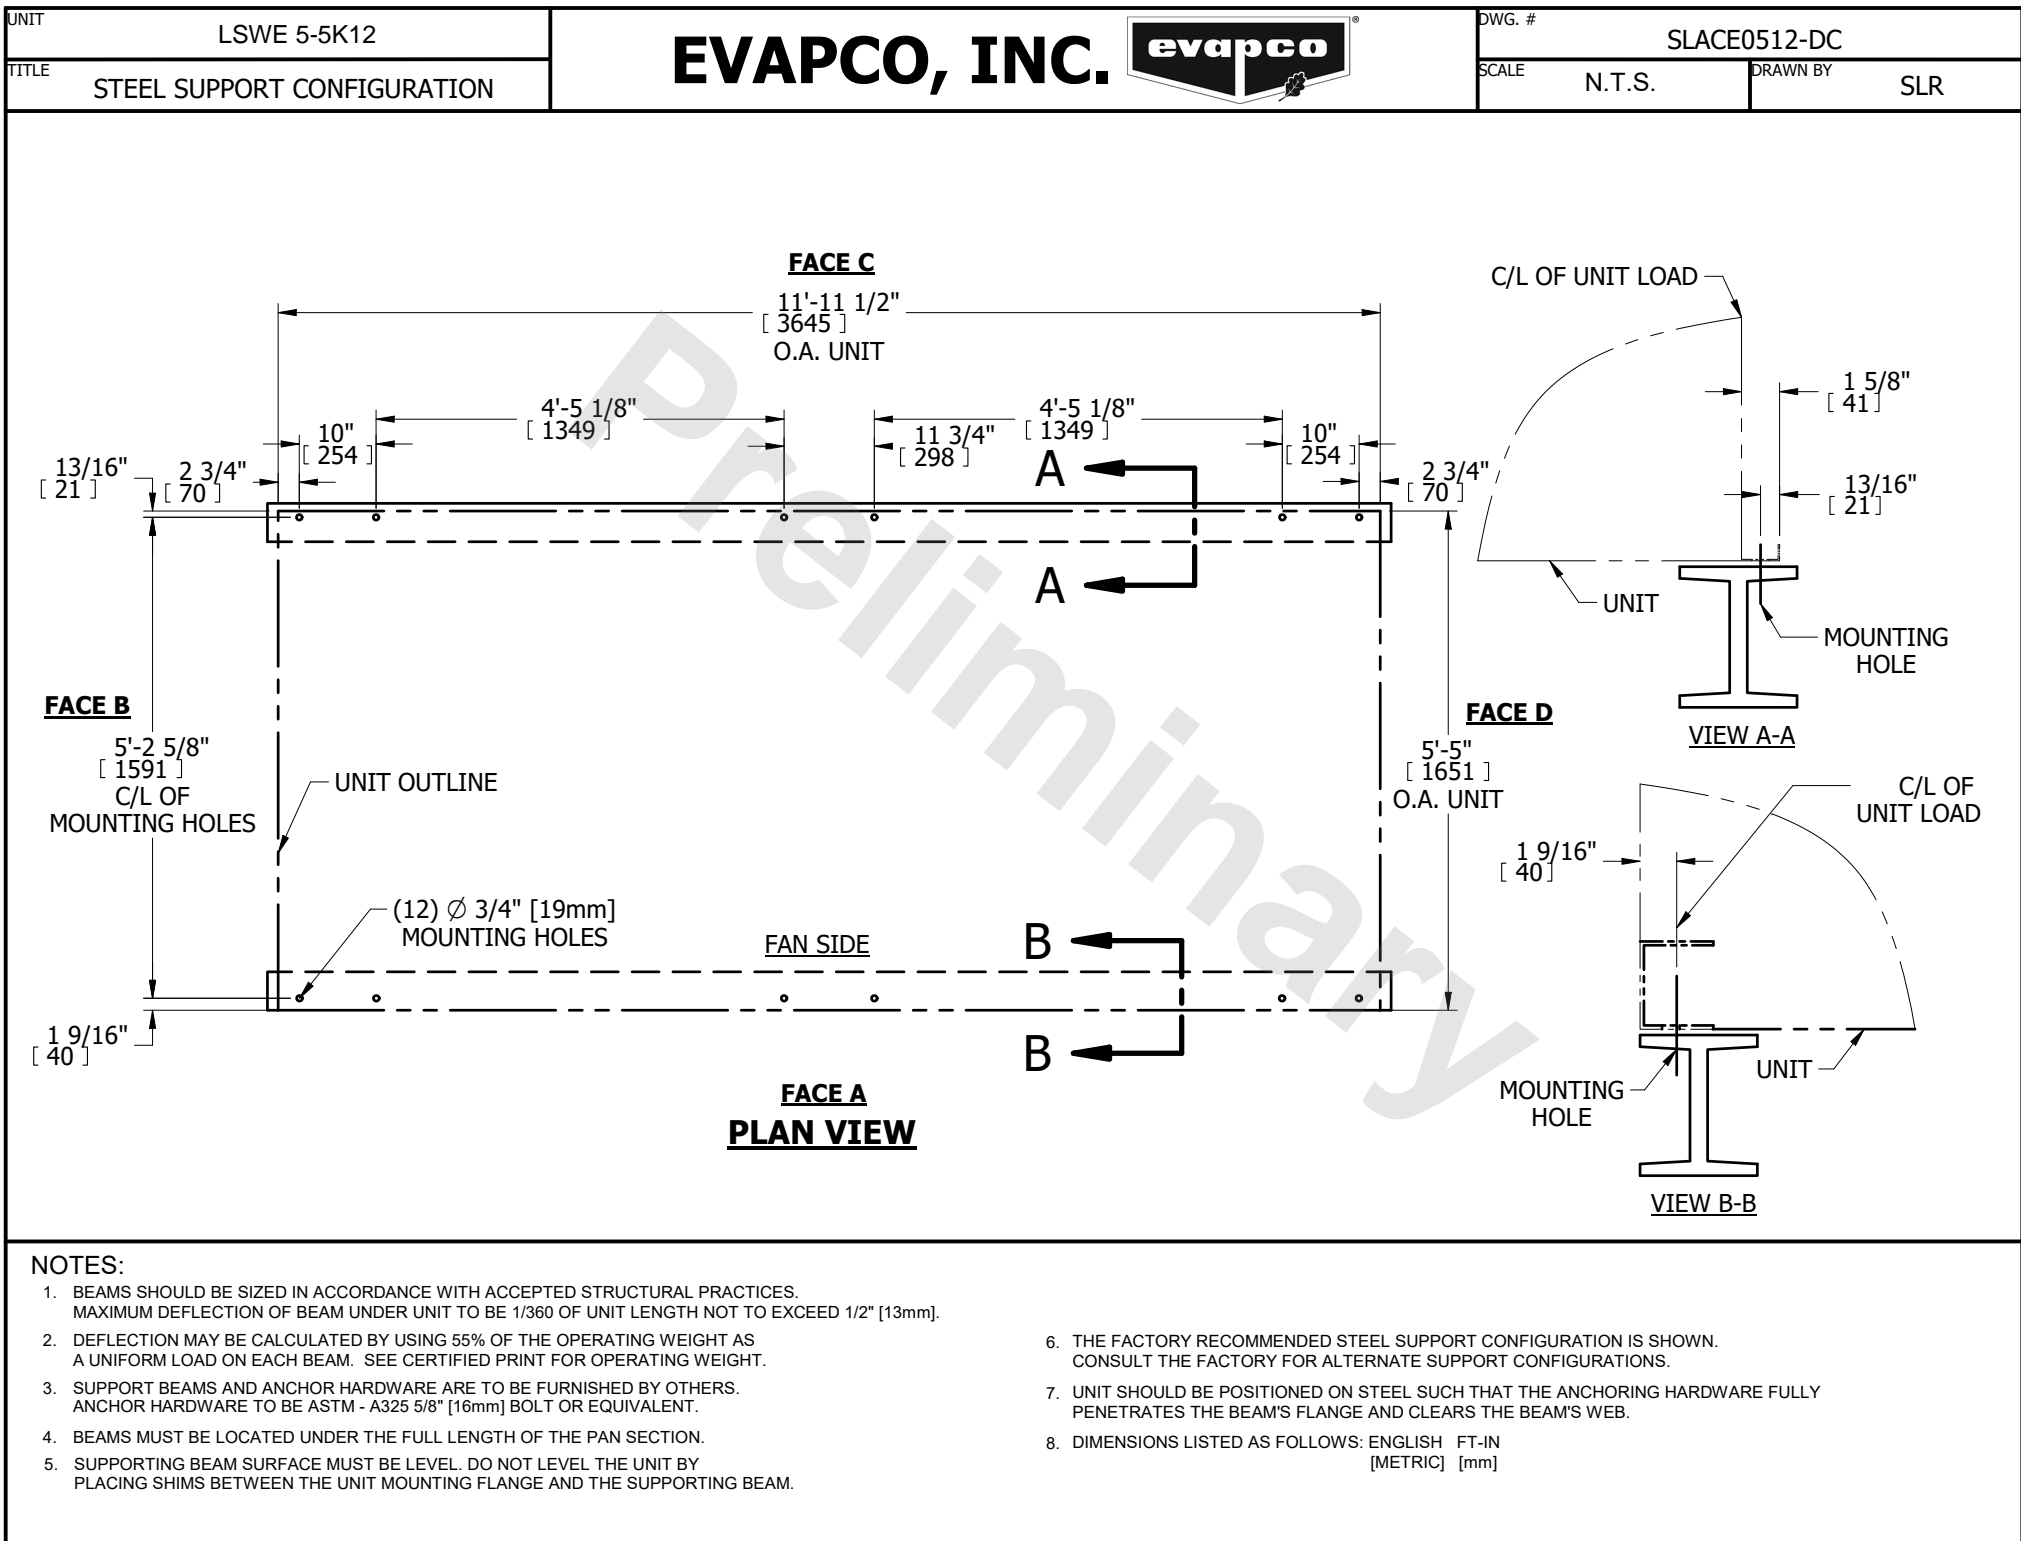 UNIT
LSWE 5-5K12
TITLE
STEEL SUPPORT CONFIGURATION
EVAPCO, INC.
evapco
®
DWG. #
SLACE0512-DC
SCALE
N.T.S.
DRAWN BY
SLR
FACE C
11'-11 1/2"
[ 3645 ]
O.A. UNIT
4'-5 1/8"
[ 1349 ]
4'-5 1/8"
[ 1349 ]
10"
[ 254 ]
11 3/4"
[ 298 ]
10"
[ 254 ]
13/16"
[ 21 ]
2 3/4"
[ 70 ]
2 3/4"
[ 70 ]
A
A
FACE B
5'-2 5/8"
[ 1591 ]
C/L OF
MOUNTING HOLES
UNIT OUTLINE
FACE D
5'-5"
[ 1651 ]
O.A. UNIT
(12) Ø 3/4" [19mm]
MOUNTING HOLES
FAN SIDE
B
B
1 9/16"
[ 40 ]
FACE A
PLAN VIEW
Preliminary
C/L OF UNIT LOAD
1 5/8"
[ 41 ]
13/16"
[ 21 ]
UNIT
MOUNTING
HOLE
VIEW A-A
C/L OF
UNIT LOAD
1 9/16"
[ 40 ]
UNIT
MOUNTING
HOLE
VIEW B-B
NOTES:
1. BEAMS SHOULD BE SIZED IN ACCORDANCE WITH ACCEPTED STRUCTURAL PRACTICES.
MAXIMUM DEFLECTION OF BEAM UNDER UNIT TO BE 1/360 OF UNIT LENGTH NOT TO EXCEED 1/2" [13mm].
2. DEFLECTION MAY BE CALCULATED BY USING 55% OF THE OPERATING WEIGHT AS
A UNIFORM LOAD ON EACH BEAM. SEE CERTIFIED PRINT FOR OPERATING WEIGHT.
3. SUPPORT BEAMS AND ANCHOR HARDWARE ARE TO BE FURNISHED BY OTHERS.
ANCHOR HARDWARE TO BE ASTM - A325 5/8" [16mm] BOLT OR EQUIVALENT.
4. BEAMS MUST BE LOCATED UNDER THE FULL LENGTH OF THE PAN SECTION.
5. SUPPORTING BEAM SURFACE MUST BE LEVEL. DO NOT LEVEL THE UNIT BY
PLACING SHIMS BETWEEN THE UNIT MOUNTING FLANGE AND THE SUPPORTING BEAM.
6. THE FACTORY RECOMMENDED STEEL SUPPORT CONFIGURATION IS SHOWN.
CONSULT THE FACTORY FOR ALTERNATE SUPPORT CONFIGURATIONS.
7. UNIT SHOULD BE POSITIONED ON STEEL SUCH THAT THE ANCHORING HARDWARE FULLY
PENETRATES THE BEAM'S FLANGE AND CLEARS THE BEAM'S WEB.
8. DIMENSIONS LISTED AS FOLLOWS: ENGLISH FT-IN
[METRIC] [mm]